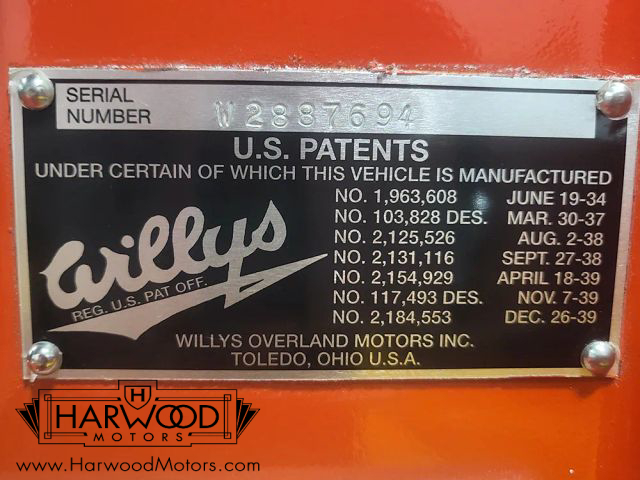 SERIAL
NUMBER W2887694
U.S. PATENTS
UNDER CERTAIN OF WHICH THIS VEHICLE IS MANUFACTURED
NO. 1,963,608 JUNE 19-34
NO. 103,828 DES. MAR. 30-37
NO. 2,125,526 AUG. 2-38
NO. 2,131,116 SEPT. 27-38
NO. 2,154,929 APRIL 18-39
NO. 117,493 DES. NOV. 7-39
NO. 2,184,553 DEC. 26-39
Willys
REG. U.S. PAT OFF.
WILLYS OVERLAND MOTORS INC.
TOLEDO, OHIO U.S.A.
H
HARWOOD
MOTORS
www.HarwoodMotors.com